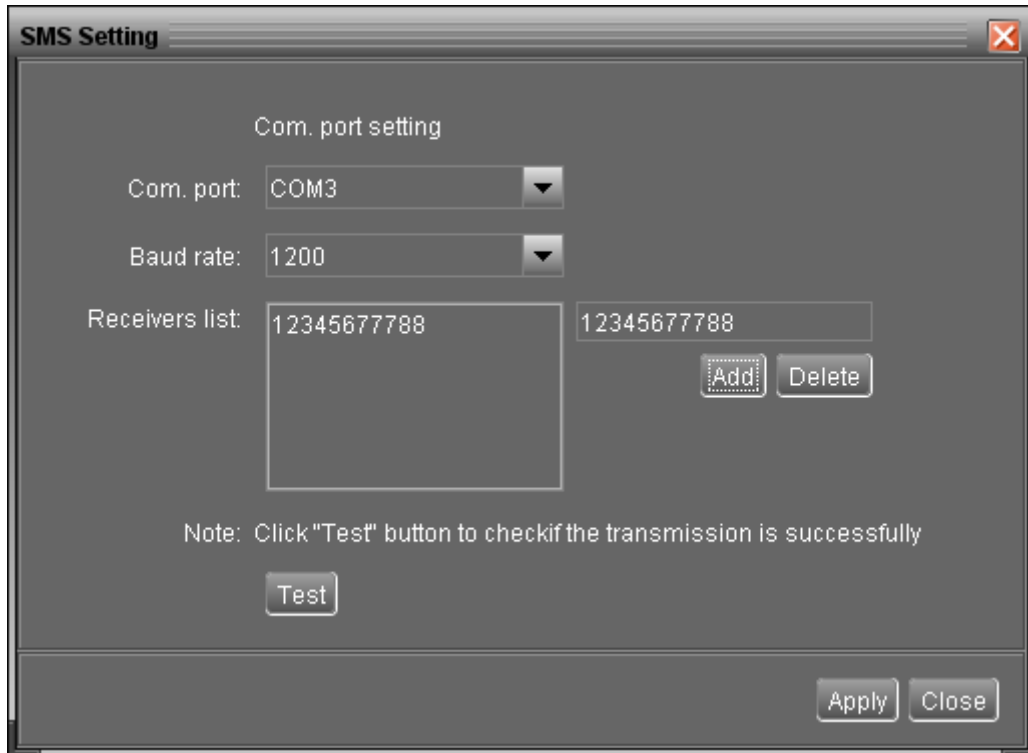 SMS Setting
Com. port setting
Com. port: COM3
Baud rate: 1200
Receivers list: 12345677788 12345677788
Add Delete
Note: Click "Test" button to checkif the transmission is successfully
Test
Apply Close